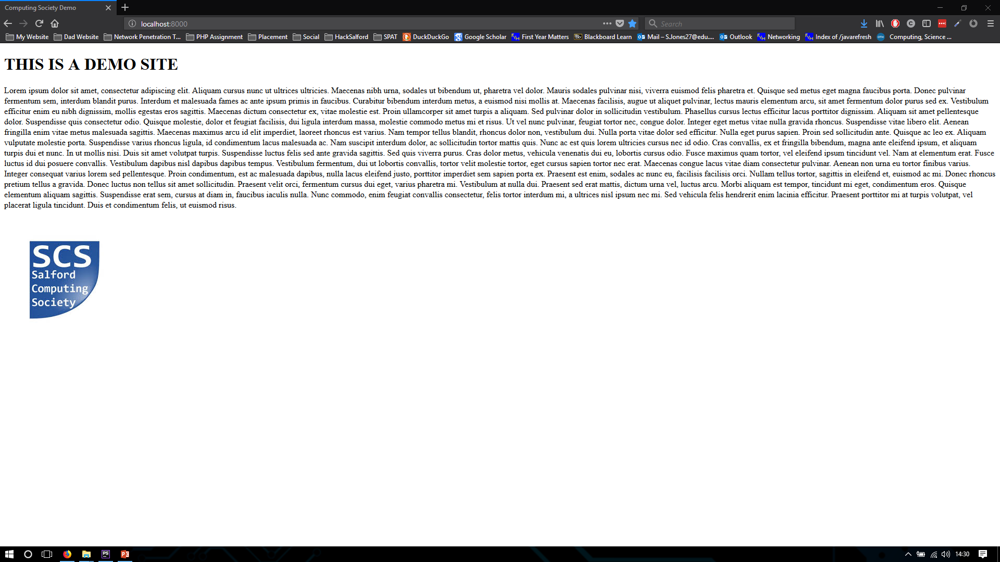 Computing Society Demo
localhost:8000
Search
My Website Dad Website Network Penetration T... PHP Assignment Placement Social HackSalford SPAT DuckDuckGo Google Scholar First Year Matters Bb Blackboard Learn Mail – SJones27@edu.... Outlook Networking Index of /javarefresh Computing, Science ...
THIS IS A DEMO SITE
Lorem ipsum dolor sit amet, consectetur adipiscing elit. Aliquam cursus nunc ut ultrices ultricies. Maecenas nibh urna, sodales ut bibendum ut, pharetra vel dolor. Mauris sodales pulvinar nisi, viverra euismod felis pharetra et. Quisque sed metus eget magna faucibus porta. Donec pulvinar
fermentum sem, interdum blandit purus. Interdum et malesuada fames ac ante ipsum primis in faucibus. Curabitur bibendum interdum metus, a euismod nisi mollis at. Maecenas facilisis, augue ut aliquet pulvinar, lectus mauris elementum arcu, sit amet fermentum dolor purus sed ex. Vestibulum
efficitur enim eu nibh dignissim, mollis egestas eros sagittis. Maecenas dictum consectetur ex, vitae molestie est. Proin ullamcorper sit amet turpis a aliquam. Sed pulvinar dolor in sollicitudin vestibulum. Phasellus cursus lectus efficitur lacus porttitor dignissim. Aliquam sit amet pellentesque
dolor. Suspendisse quis consectetur odio. Quisque molestie, dolor et feugiat facilisis, dui ligula interdum massa, molestie commodo metus mi et risus. Ut vel nunc pulvinar, feugiat tortor nec, congue dolor. Integer eget metus vitae nulla gravida rhoncus. Suspendisse vitae libero elit. Aenean
fringilla enim vitae metus malesuada sagittis. Maecenas maximus arcu id elit imperdiet, laoreet rhoncus est varius. Nam tempor tellus blandit, rhoncus dolor non, vestibulum dui. Nulla porta vitae dolor sed efficitur. Nulla eget purus sapien. Proin sed sollicitudin ante. Quisque ac leo ex. Aliquam
vulputate molestie porta. Suspendisse varius rhoncus ligula, id condimentum lacus malesuada ac. Nam suscipit interdum dolor, ac sollicitudin tortor mattis quis. Nunc ac est quis lorem ultricies cursus nec id odio. Cras convallis, ex et fringilla bibendum, magna ante eleifend ipsum, et aliquam
turpis dui et nunc. In ut mollis nisi. Duis sit amet volutpat turpis. Suspendisse luctus felis sed ante gravida sagittis. Sed quis viverra purus. Cras dolor metus, vehicula venenatis dui eu, lobortis cursus odio. Fusce maximus quam tortor, vel eleifend ipsum tincidunt vel. Nam at elementum erat. Fusce
luctus id dui posuere convallis. Vestibulum dapibus nisl dapibus dapibus tempus. Vestibulum fermentum, dui ut lobortis convallis, tortor velit molestie tortor, eget cursus sapien tortor nec erat. Maecenas congue lacus vitae diam consectetur pulvinar. Aenean non urna eu tortor finibus varius.
Integer consequat varius lorem sed pellentesque. Proin condimentum, est ac malesuada dapibus, nulla lacus eleifend justo, porttitor imperdiet sem sapien porta ex. Praesent est enim, sodales ac nunc eu, facilisis facilisis orci. Nullam tellus tortor, sagittis in eleifend et, euismod ac mi. Donec rhoncus
pretium tellus a gravida. Donec luctus non tellus sit amet sollicitudin. Praesent velit orci, fermentum cursus dui eget, varius pharetra mi. Vestibulum at nulla dui. Praesent sed erat mattis, dictum urna vel, luctus arcu. Morbi aliquam est tempor, tincidunt mi eget, condimentum eros. Quisque
elementum aliquam sagittis. Suspendisse erat sem, cursus at diam in, faucibus iaculis nulla. Nunc commodo, enim feugiat convallis consectetur, felis tortor interdum mi, a ultrices nisl ipsum nec mi. Sed vehicula felis hendrerit enim lacinia efficitur. Praesent porttitor mi at turpis volutpat, vel
placerat ligula tincidunt. Duis et condimentum felis, ut euismod risus.
SCS
Salford
Computing
Society
14:30